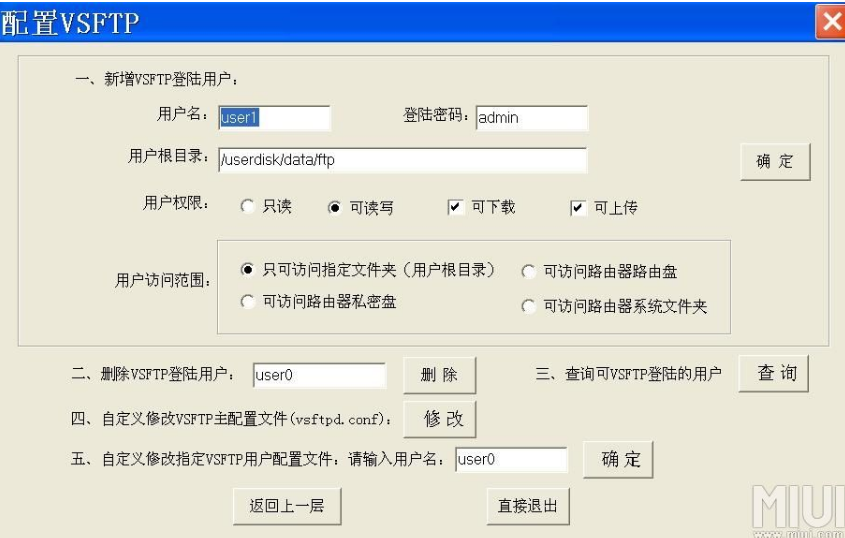 配置VSFTP
一、新增VSFTP登陆用户:
用户名: user1 登陆密码: admin
用户根目录: /userdisk/data/ftp 确 定
用户权限: 只读 可读写 可下载 可上传
用户访问范围: 只可访问指定文件夹（用户根目录） 可访问路由器路由盘
可访问路由器私密盘 可访问路由器系统文件夹
二、删除VSFTP登陆用户: user0 删 除 三、查询可VSFTP登陆的用户 查 询
四、自定义修改VSFTP主配置文件(vsftpd.conf): 修 改
五、自定义修改指定VSFTP用户配置文件: 请输入用户名: user0 确 定
返回上一层 直接退出
MIUI
www.miui.com